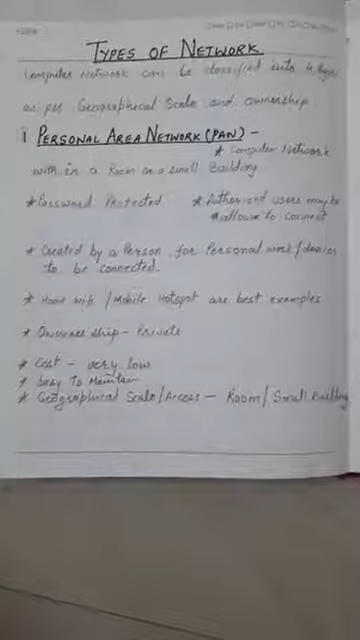 TYPES OF NETWORK
Computer Network can be classified into 4 types
as per Geographical Scale and ownership
1 PERSONAL AREA NETWORK (PAN) -
* Computer Network
with in a Room or a small Building
* Password Protected * Authorized users may be
allowe to connect
* Created by a Person for Personal work/devices
to be connected.
* Home wifi / Mobile Hotspot are best examples
* Owenership - Private
* Cost - very low
* Easy To Maintain
* Geographical Scale/Access - Room/Small Building